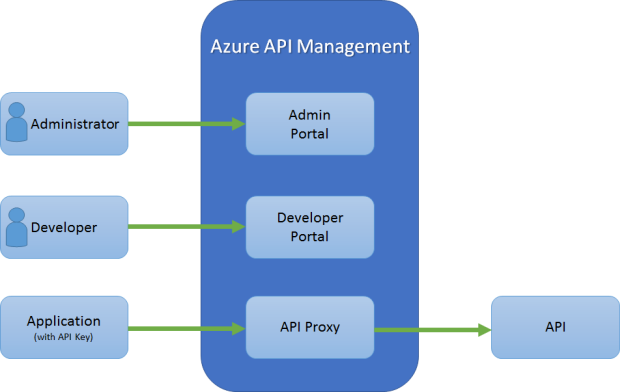 Azure API Management
Administrator
Admin
Portal
Developer
Developer
Portal
Application
(with API Key)
API Proxy
API